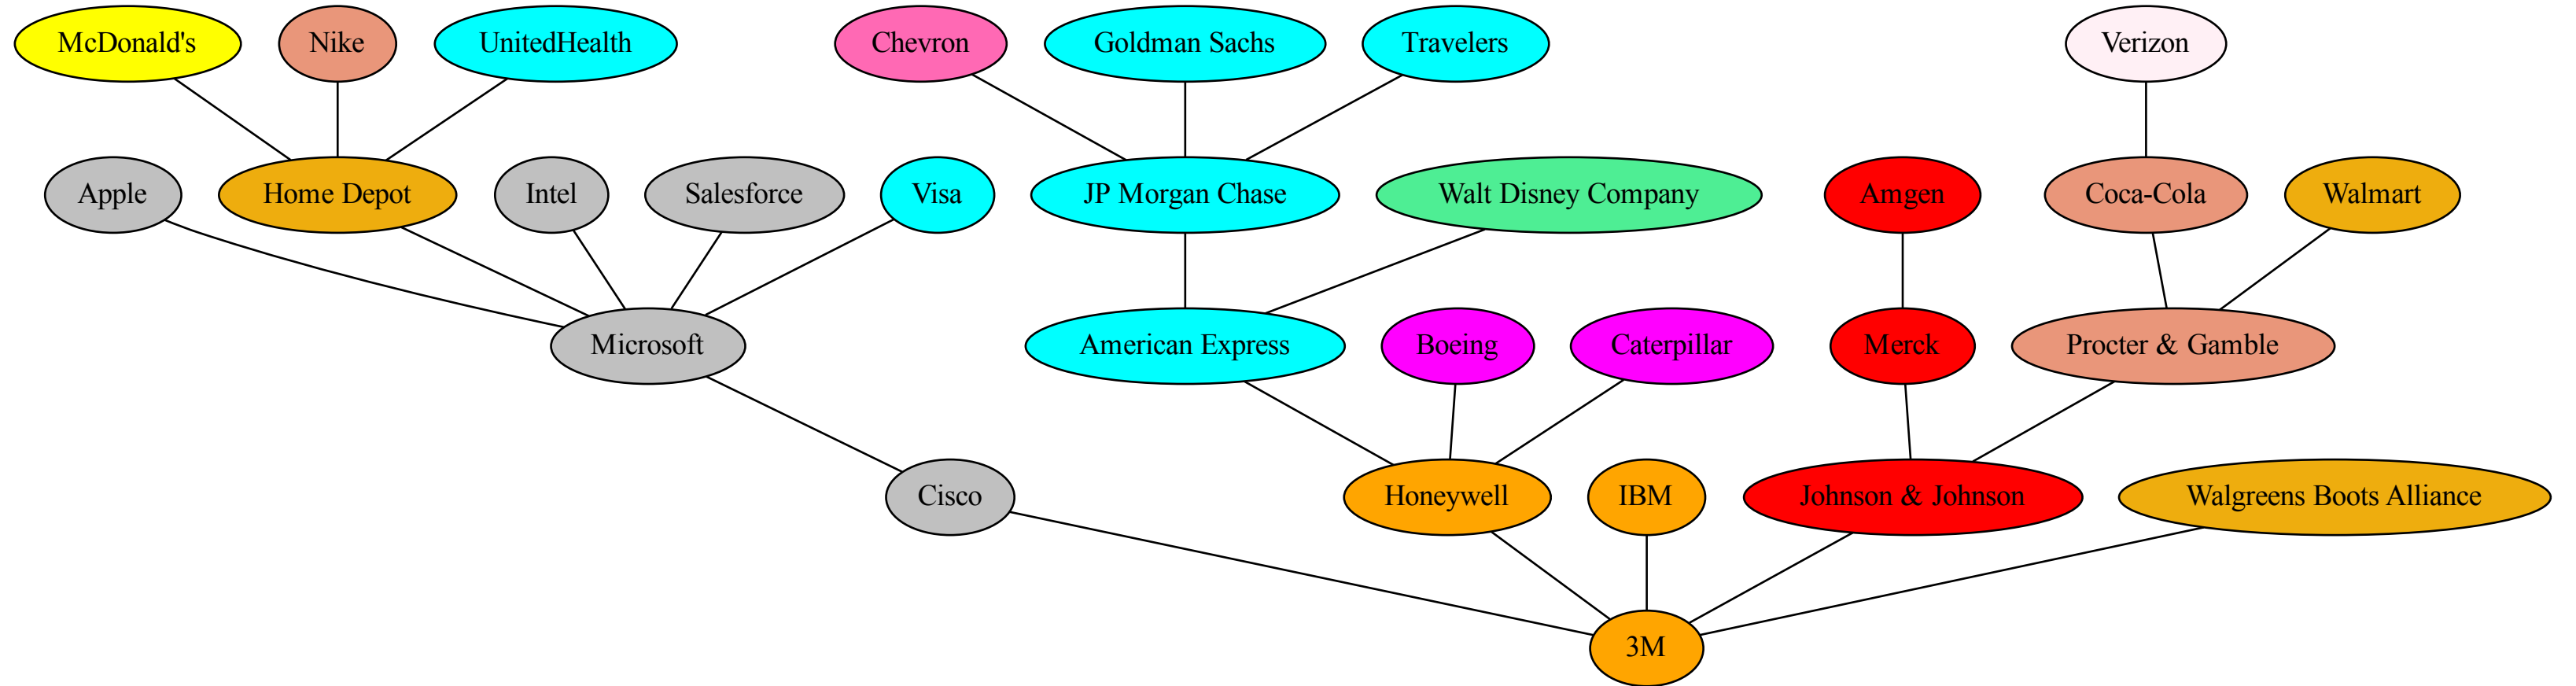 McDonald's
Nike
UnitedHealth
Chevron
Goldman Sachs
Travelers
Verizon
Apple
Home Depot
Intel
Salesforce
Visa
JP Morgan Chase
Walt Disney Company
Amgen
Coca-Cola
Walmart
Microsoft
American Express
Boeing
Caterpillar
Merck
Procter & Gamble
Cisco
Honeywell
IBM
Johnson & Johnson
Walgreens Boots Alliance
3M